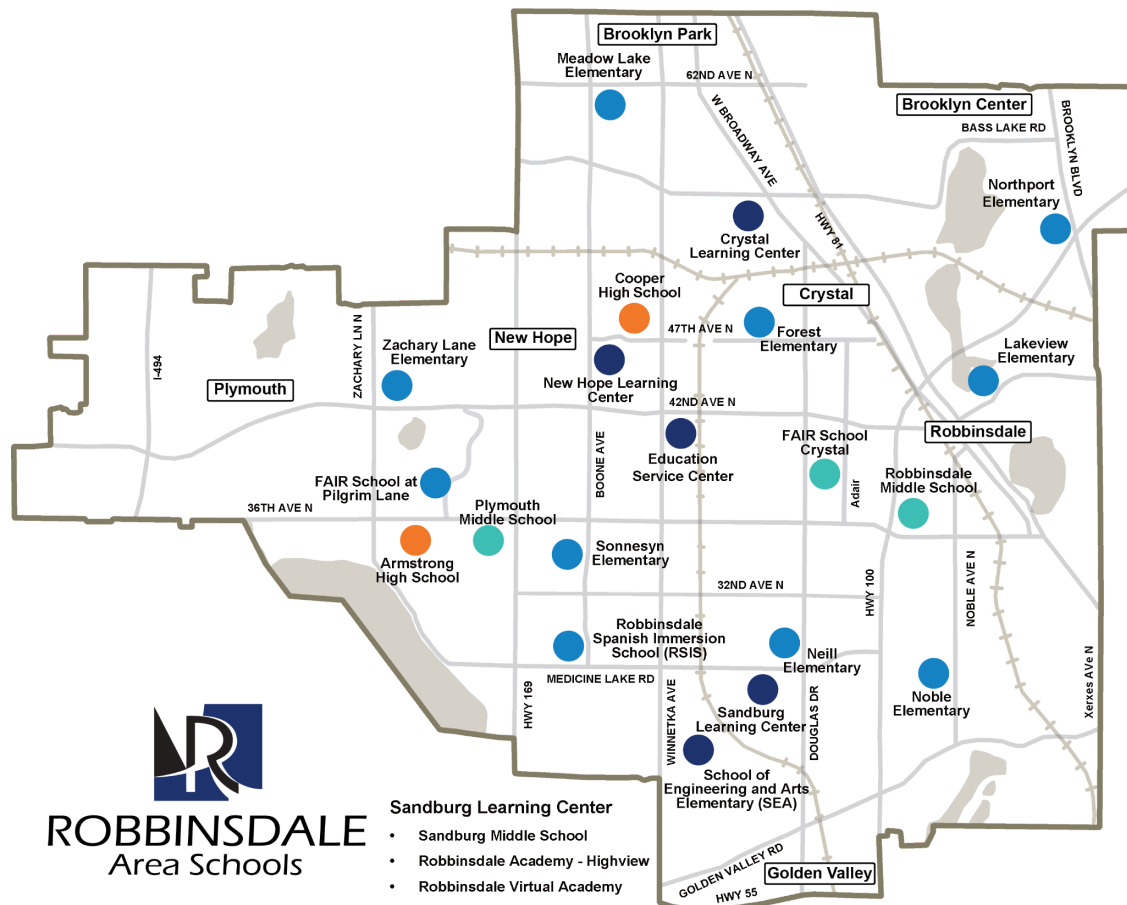 Brooklyn Park
Meadow Lake
Elementary
62ND AVE N
W BROADWAY AVE
Brooklyn Center
BASS LAKE RD
BROOKLYN BLVD
Northport
Elementary
HWY 81
Crystal
Learning Center
Cooper
High School
Crystal
47TH AVE N
Forest
Elementary
New Hope
Lakeview
Elementary
I-494
ZACHARY LN N
Zachary Lane
Elementary
Plymouth
New Hope Learning
Center
42ND AVE N
Robbinsdale
BOONE AVE
Education
Service Center
FAIR School
Crystal
Adair
Robbinsdale
Middle School
FAIR School at
Pilgrim Lane
36TH AVE N
Plymouth
Middle School
Armstrong
High School
Sonnesyn
Elementary
32ND AVE N
HWY 100
NOBLE AVE N
Robbinsdale
Spanish Immersion
School (RSIS)
Neill
Elementary
MEDICINE LAKE RD
HWY 169
WINNETKA AVE
DOUGLAS DR
Xerxes AVe N
Noble
Elementary
Sandburg
Learning Center
School of
Engineering and Arts
Elementary (SEA)
R
ROBBINSDALE
Area Schools
Sandburg Learning Center
• Sandburg Middle School
• Robbinsdale Academy - Highview
• Robbinsdale Virtual Academy
GOLDEN VALLEY RD
HWY 55
Golden Valley